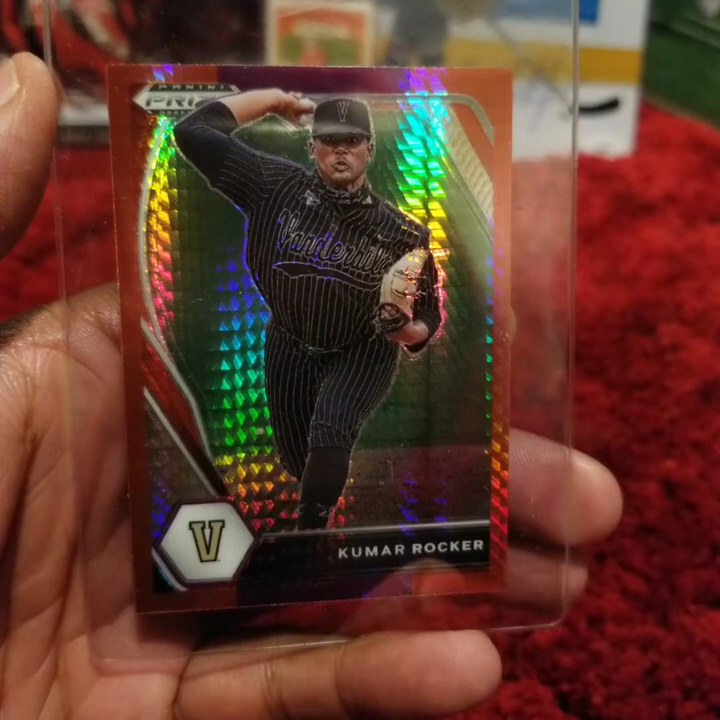 PANINI
PRIZM
V
Vanderbilt
V
KUMAR ROCKER